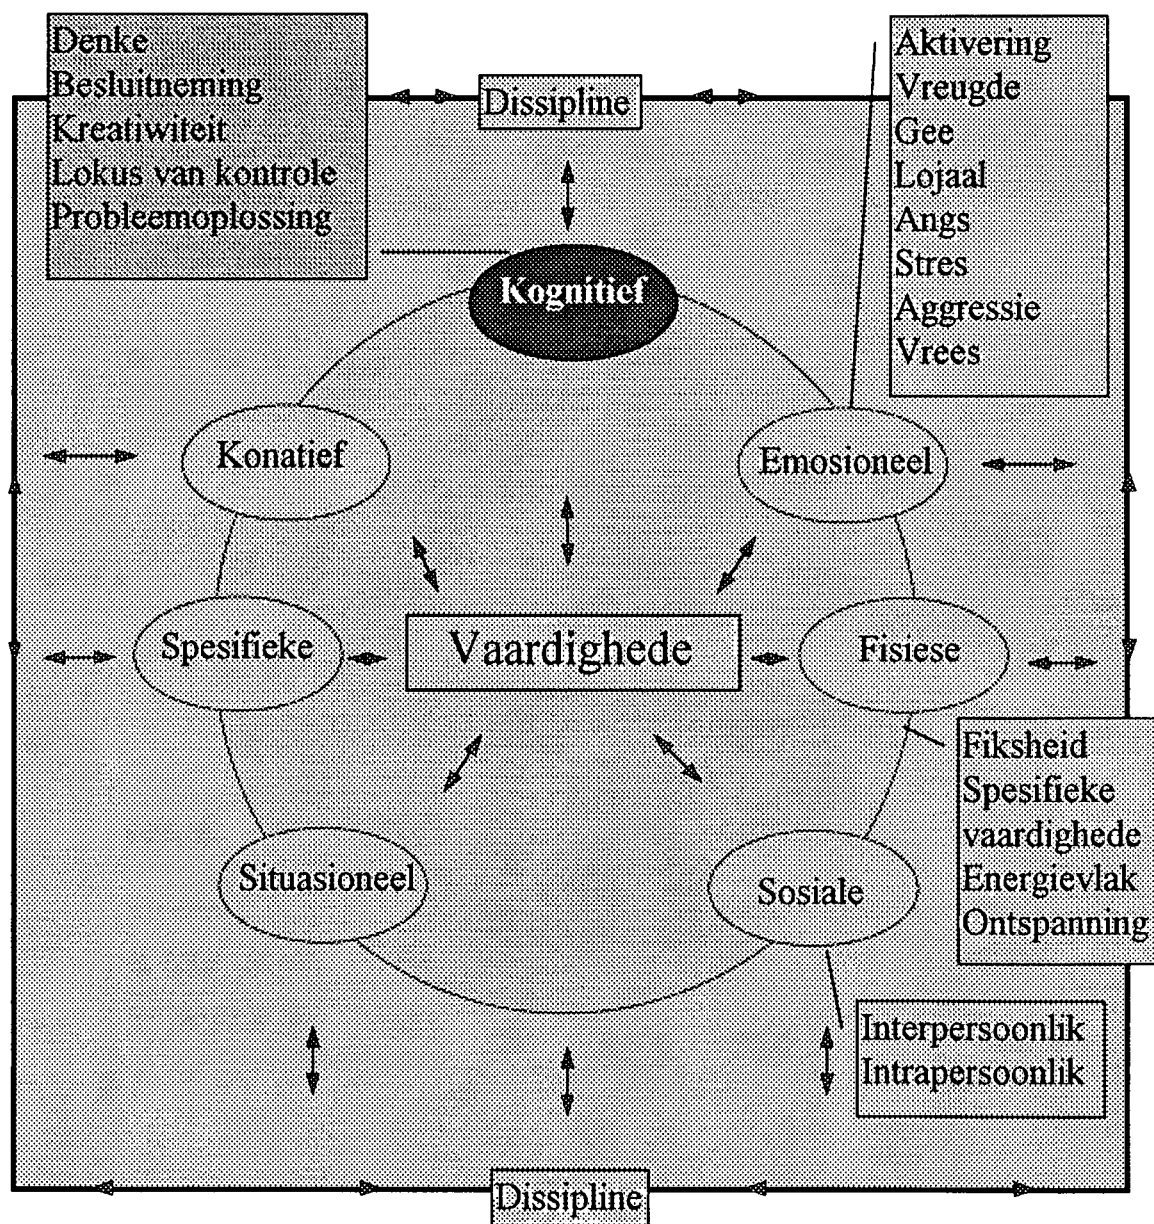 Denke
Besluitneming
Kreatiwiteit
Lokus van kontrole
Probleemoplossing
Dissipline
Aktivering
Vreugde
Gee
Lojaal
Angs
Stres
Aggressie
Vrees
Kognitief
Konatief
Emosioneel
Spesifieke
Vaardighede
Fisiese
Fiksheid
Spesifieke
vaardighede
Energievlak
Ontspanning
Situasioneel
Sosiale
Interpersoonlik
Intrapersoonlik
Dissipline